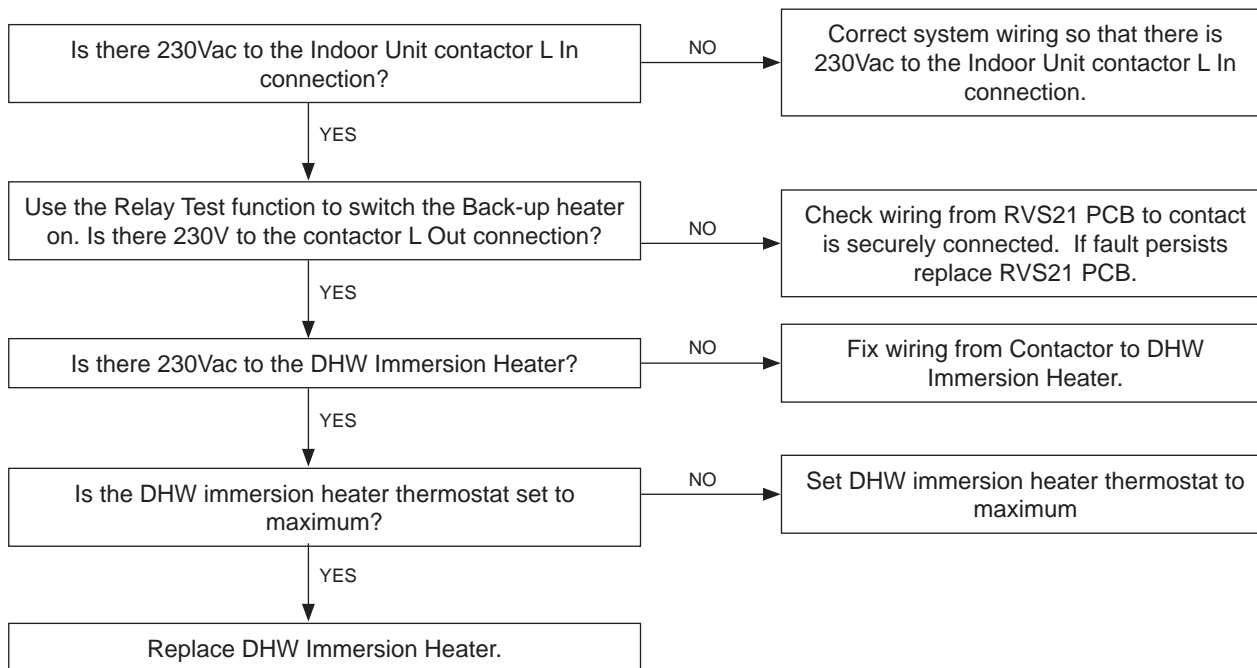 Is there 230Vac to the Indoor Unit contactor L In
connection?
NO
Correct system wiring so that there is
230Vac to the Indoor Unit contactor L In
connection.
YES
Use the Relay Test function to switch the Back-up heater
on. Is there 230V to the contactor L Out connection?
NO
Check wiring from RVS21 PCB to contact
is securely connected.  If fault persists
replace RVS21 PCB.
YES
Is there 230Vac to the DHW Immersion Heater?
NO
Fix wiring from Contactor to DHW
Immersion Heater.
YES
Is the DHW immersion heater thermostat set to
maximum?
NO
Set DHW immersion heater thermostat to
maximum
YES
Replace DHW Immersion Heater.